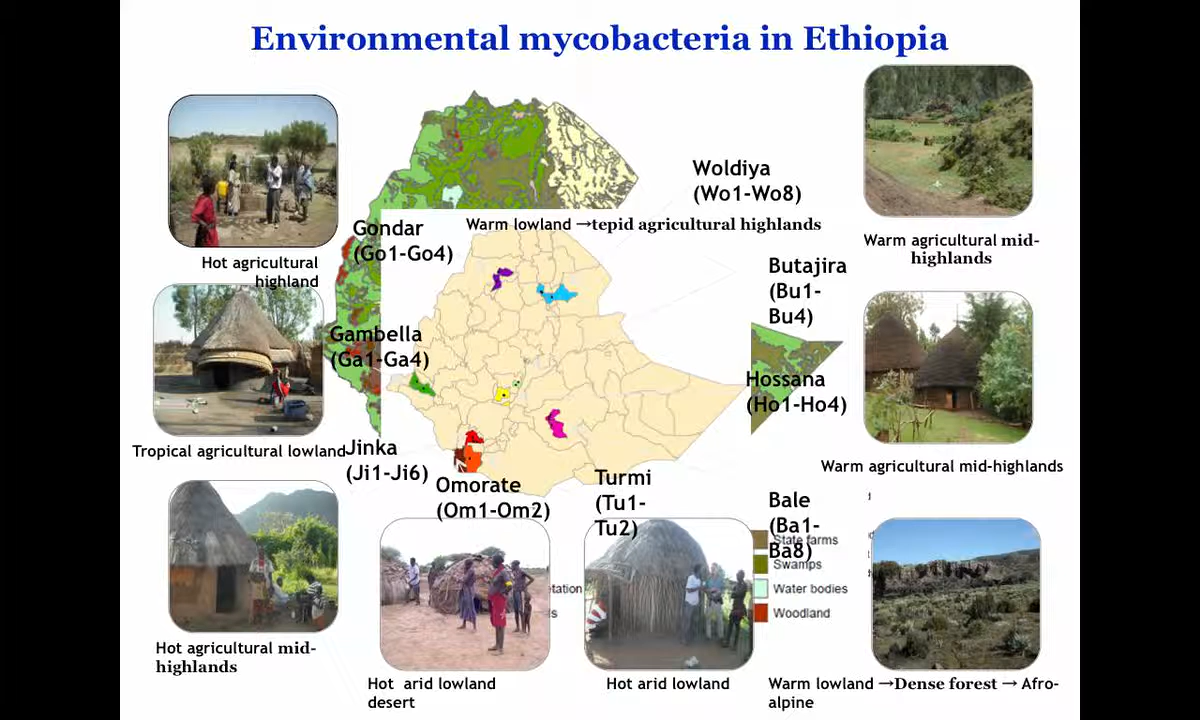 Environmental mycobacteria in Ethiopia
Woldiya
(Wo1-Wo8)
Warm lowland →tepid agricultural highlands
Gondar
(Go1-Go4)
Hot agricultural
highland
Warm agricultural mid-
highlands
Butajira
(Bu1-
Bu4)
Gambella
(Ga1-Ga4)
Hossana
(Ho1-Ho4)
Tropical agricultural lowland
Jinka
(Ji1-Ji6)
Warm agricultural mid-highlands
Omorate
(Om1-Om2)
Turmi
(Tu1-
Tu2)
Bale
(Ba1-
Ba8)
State farms
Swamps
Water bodies
Woodland
Hot agricultural mid-
highlands
Hot arid lowland
desert
Hot arid lowland
Warm lowland →Dense forest → Afro-
alpine